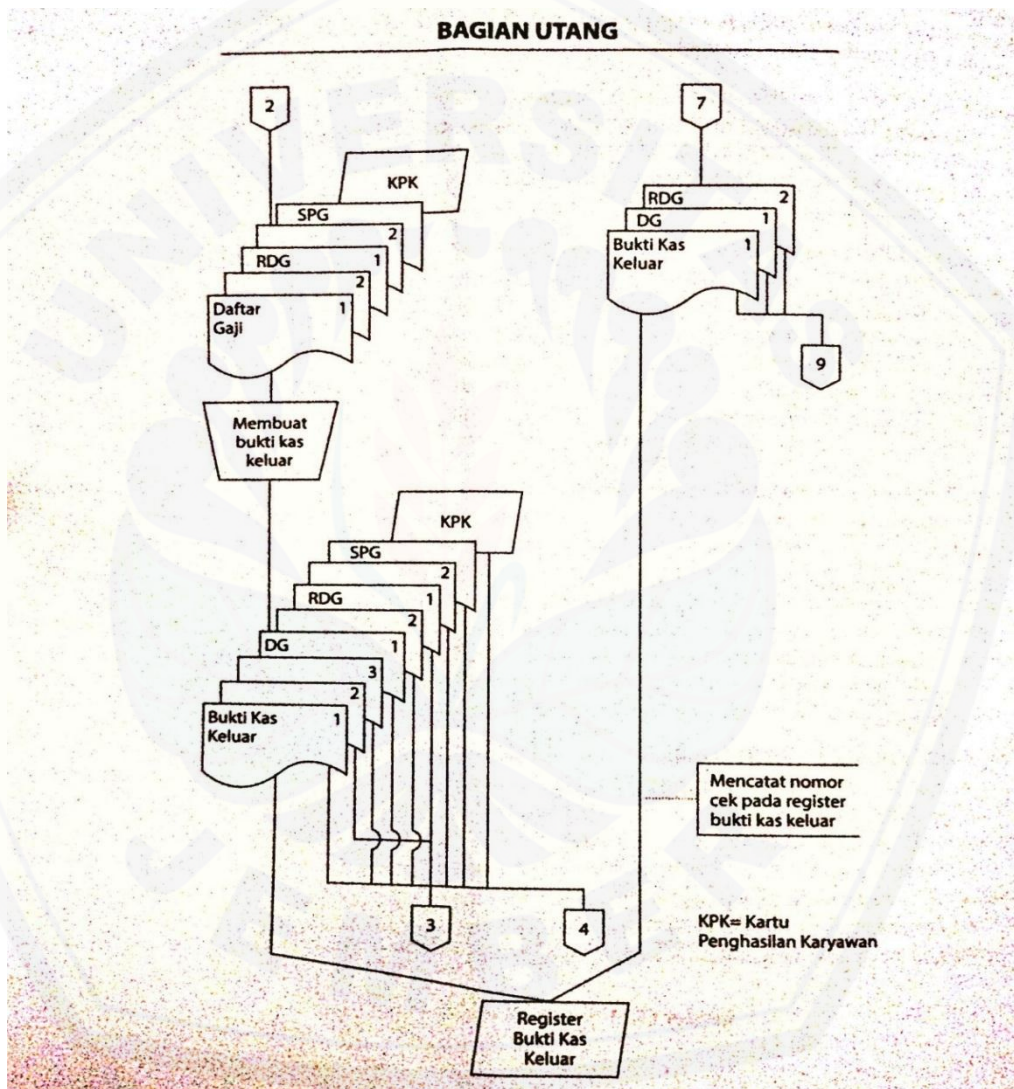 BAGIAN UTANG
2
KPK
SPG
2
RDG
1
2
Daftar
Gaji
1
Membuat
bukti kas
keluar
KPK
SPG
2
RDG
1
2
DG
1
3
2
Bukti Kas
Keluar
1
3
4
7
RDG
2
DG
1
Bukti Kas
Keluar
1
9
Mencatat nomor
cek pada register
bukti kas keluar
KPK= Kartu
Penghasilan Karyawan
Register
Bukti Kas
Keluar
UNIVERSITAS
JEMBER